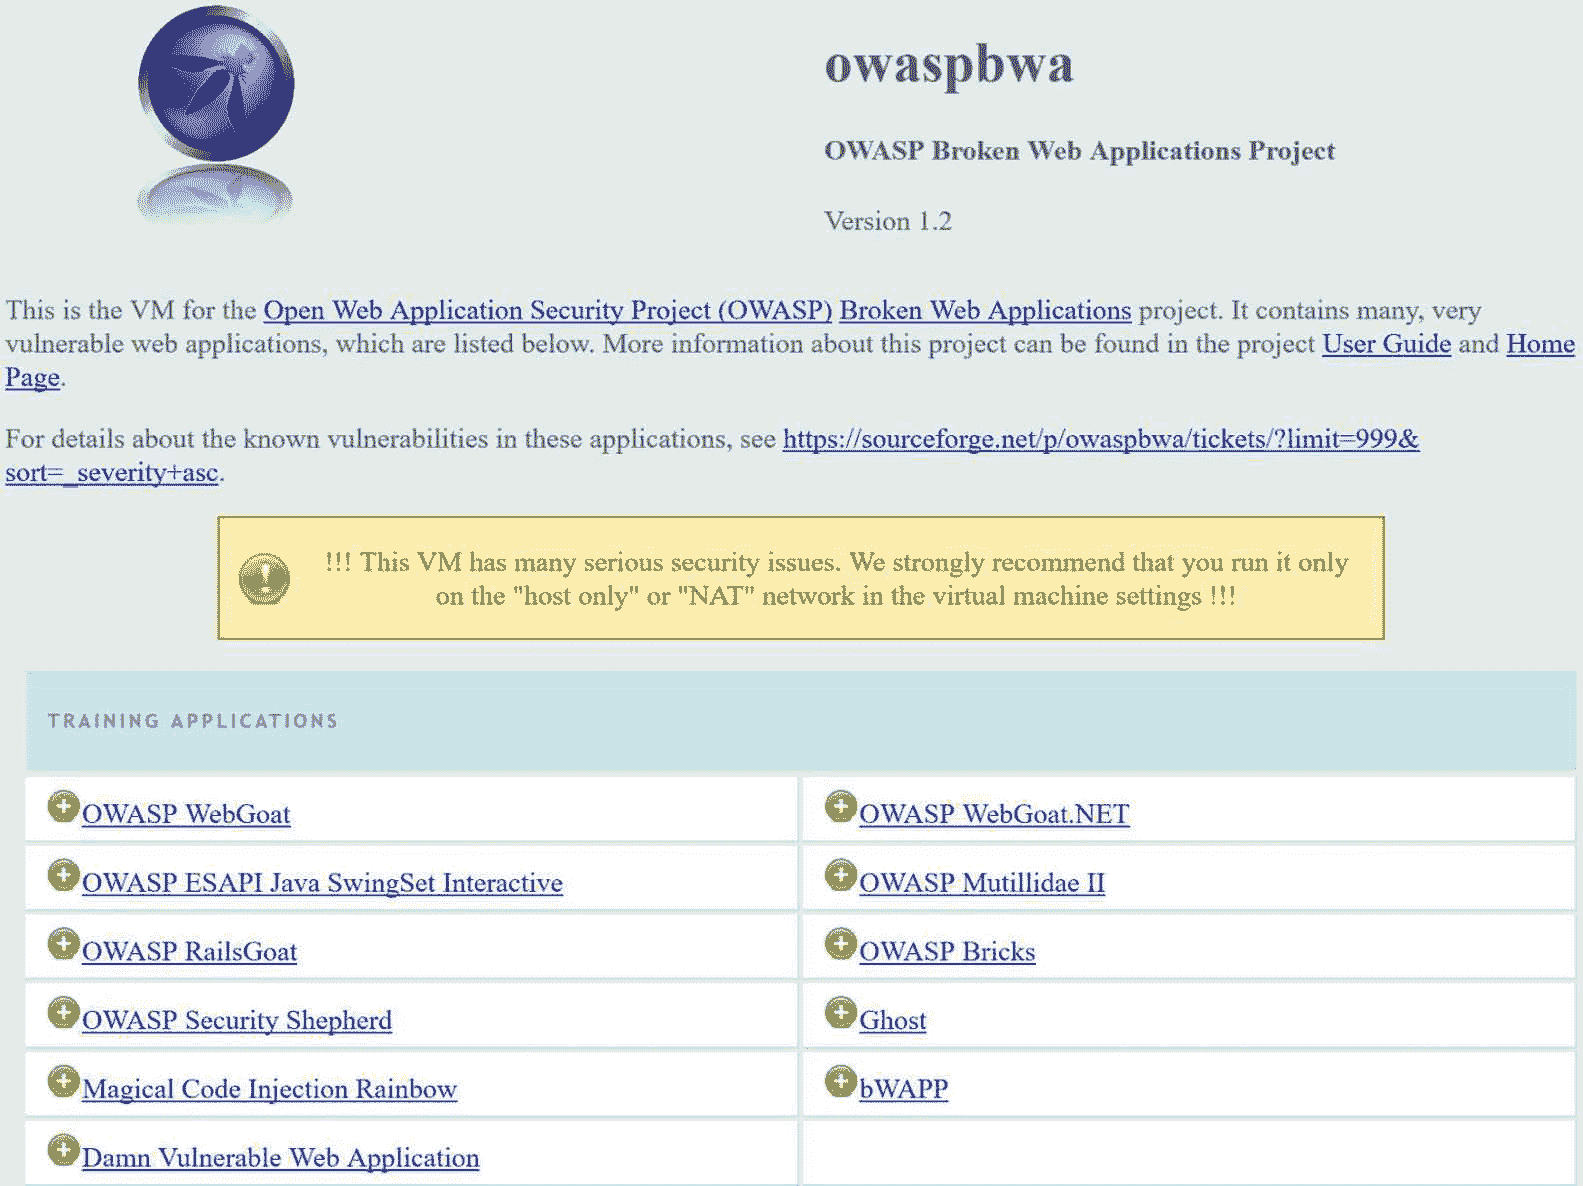 owaspbwa
OWASP Broken Web Applications Project
Version 1.2
This is the VM for the Open Web Application Security Project (OWASP) Broken Web Applications project. It contains many, very
vulnerable web applications, which are listed below. More information about this project can be found in the project User Guide and Home
Page.
For details about the known vulnerabilities in these applications, see https://sourceforge.net/p/owaspbwa/tickets/?limit=999&
sort=_severity+asc.
!!! This VM has many serious security issues. We strongly recommend that you run it only
on the "host only" or "NAT" network in the virtual machine settings !!!
TRAINING APPLICATIONS
OWASP WebGoat
OWASP WebGoat.NET
OWASP ESAPI Java SwingSet Interactive
OWASP Mutillidae II
OWASP RailsGoat
OWASP Bricks
OWASP Security Shepherd
Ghost
Magical Code Injection Rainbow
bWAPP
Damn Vulnerable Web Application